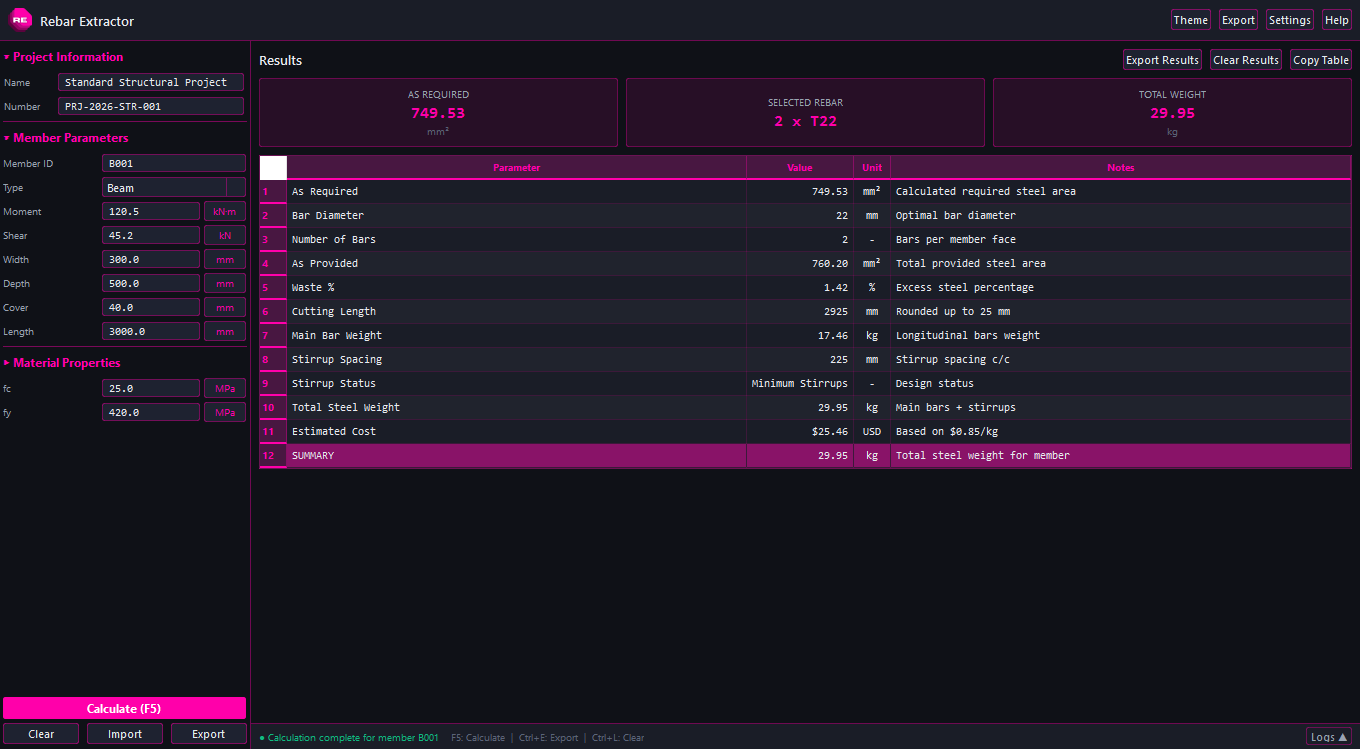 RE Rebar Extractor Theme Export Settings Help
▾ Project Information
Name Standard Structural Project
Number PRJ-2026-STR-001
▾ Member Parameters
Member ID B001
Type Beam
Moment 120.5 kN·m
Shear 45.2 kN
Width 300.0 mm
Depth 500.0 mm
Cover 40.0 mm
Length 3000.0 mm
▸ Material Properties
fc 25.0 MPa
fy 420.0 MPa
Calculate (F5)
Clear Import Export
Results Export Results Clear Results Copy Table
AS REQUIRED
749.53
mm²
SELECTED REBAR
2 x T22
TOTAL WEIGHT
29.95
kg
Parameter Value Unit Notes
1 As Required 749.53 mm² Calculated required steel area
2 Bar Diameter 22 mm Optimal bar diameter
3 Number of Bars 2 - Bars per member face
4 As Provided 760.20 mm² Total provided steel area
5 Waste % 1.42 % Excess steel percentage
6 Cutting Length 2925 mm Rounded up to 25 mm
7 Main Bar Weight 17.46 kg Longitudinal bars weight
8 Stirrup Spacing 225 mm Stirrup spacing c/c
9 Stirrup Status Minimum Stirrups - Design status
10 Total Steel Weight 29.95 kg Main bars + stirrups
11 Estimated Cost $25.46 USD Based on $0.85/kg
12 SUMMARY 29.95 kg Total steel weight for member
● Calculation complete for member B001 F5: Calculate | Ctrl+E: Export | Ctrl+L: Clear Logs ▲